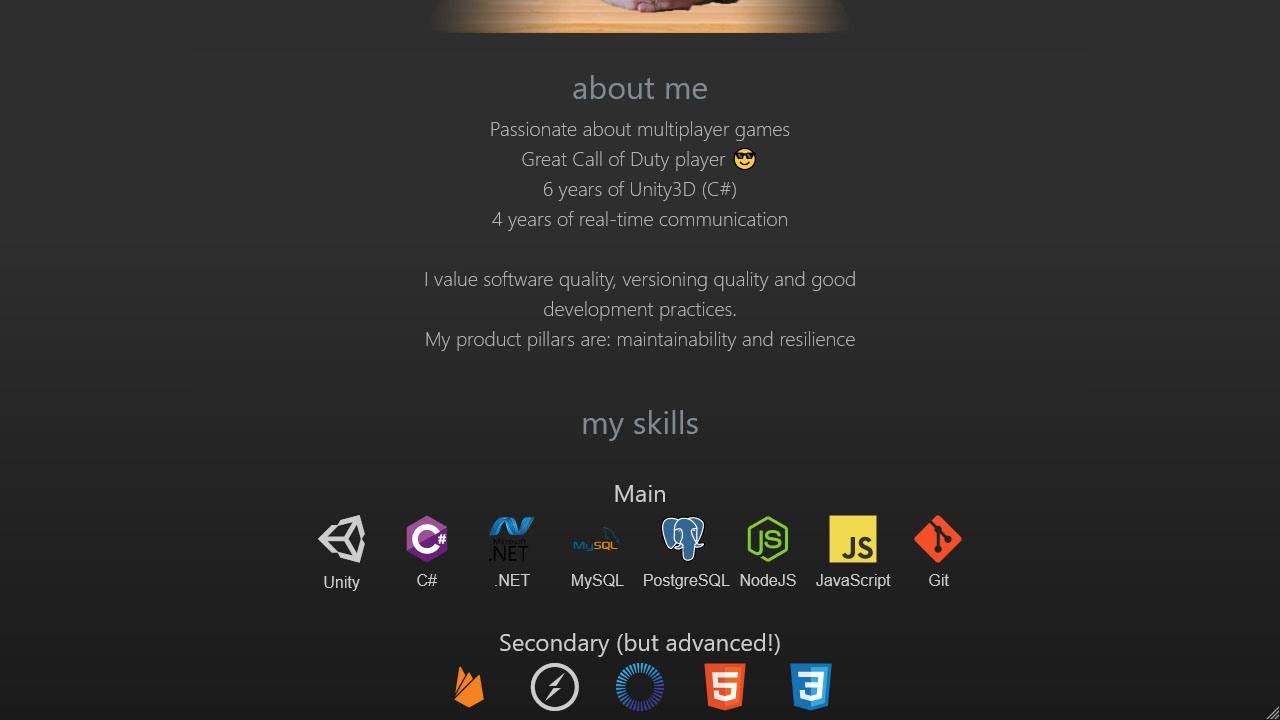 about me
Passionate about multiplayer games
Great Call of Duty player 😎
6 years of Unity3D (C#)
4 years of real-time communication
I value software quality, versioning quality and good
development practices.
My product pillars are: maintainability and resilience
my skills
Main
C# Microsoft .NET MySQL JS JS
Unity C# .NET MySQL PostgreSQL NodeJS JavaScript Git
Secondary (but advanced!)
5 3